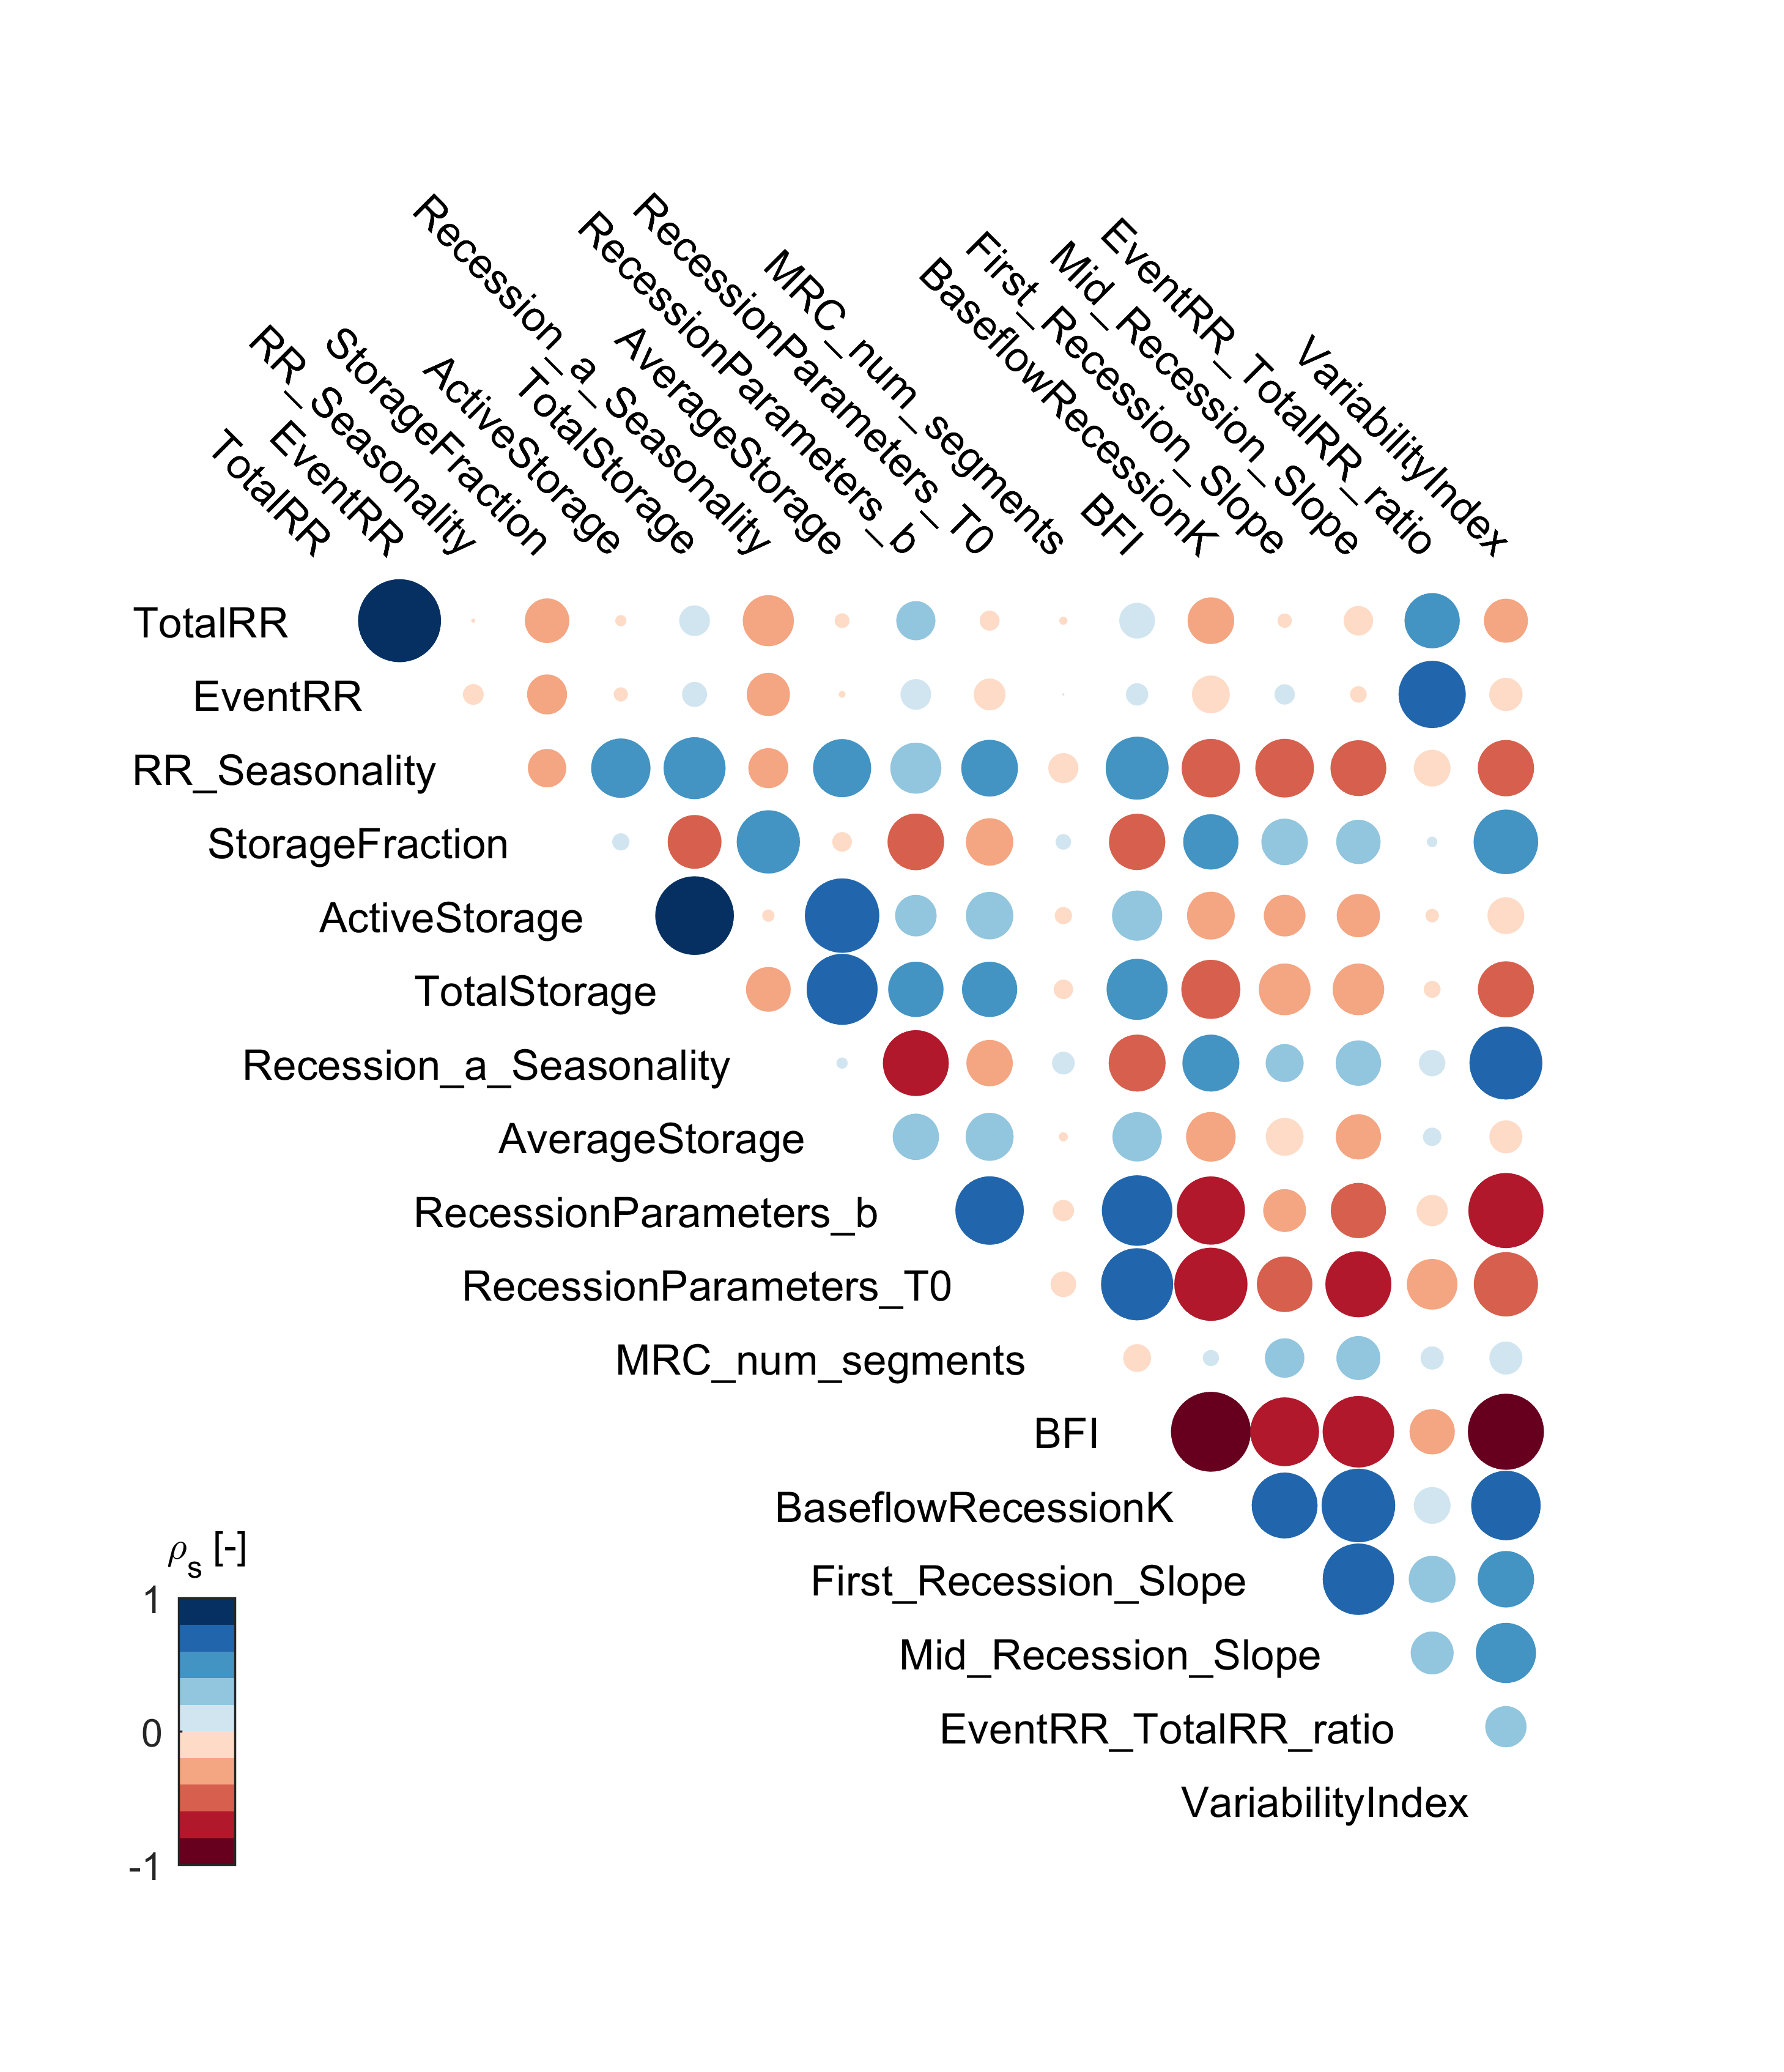 TotalRR
EventRR
RR_Seasonality
StorageFraction
ActiveStorage
TotalStorage
Recession_a_Seasonality
AverageStorage
RecessionParameters_b
RecessionParameters_T0
MRC_num_segments
BFI
BaseflowRecessionK
First_Recession_Slope
Mid_Recession_Slope
EventRR_TotalRR_ratio
VariabilityIndex
TotalRR
EventRR
RR_Seasonality
StorageFraction
ActiveStorage
TotalStorage
Recession_a_Seasonality
AverageStorage
RecessionParameters_b
RecessionParameters_T0
MRC_num_segments
BFI
BaseflowRecessionK
First_Recession_Slope
Mid_Recession_Slope
EventRR_TotalRR_ratio
VariabilityIndex
ρs [-]
1
0
-1